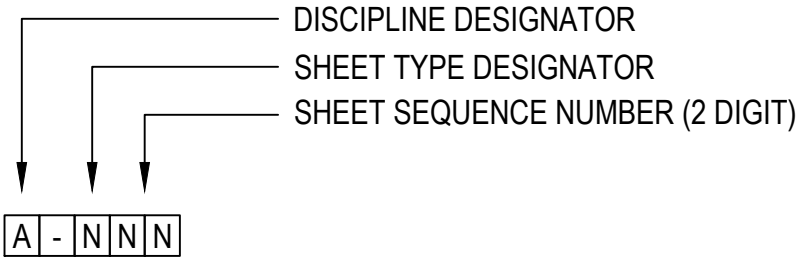 DISCIPLINE DESIGNATOR
SHEET TYPE DESIGNATOR
SHEET SEQUENCE NUMBER (2 DIGIT)
A - N N N